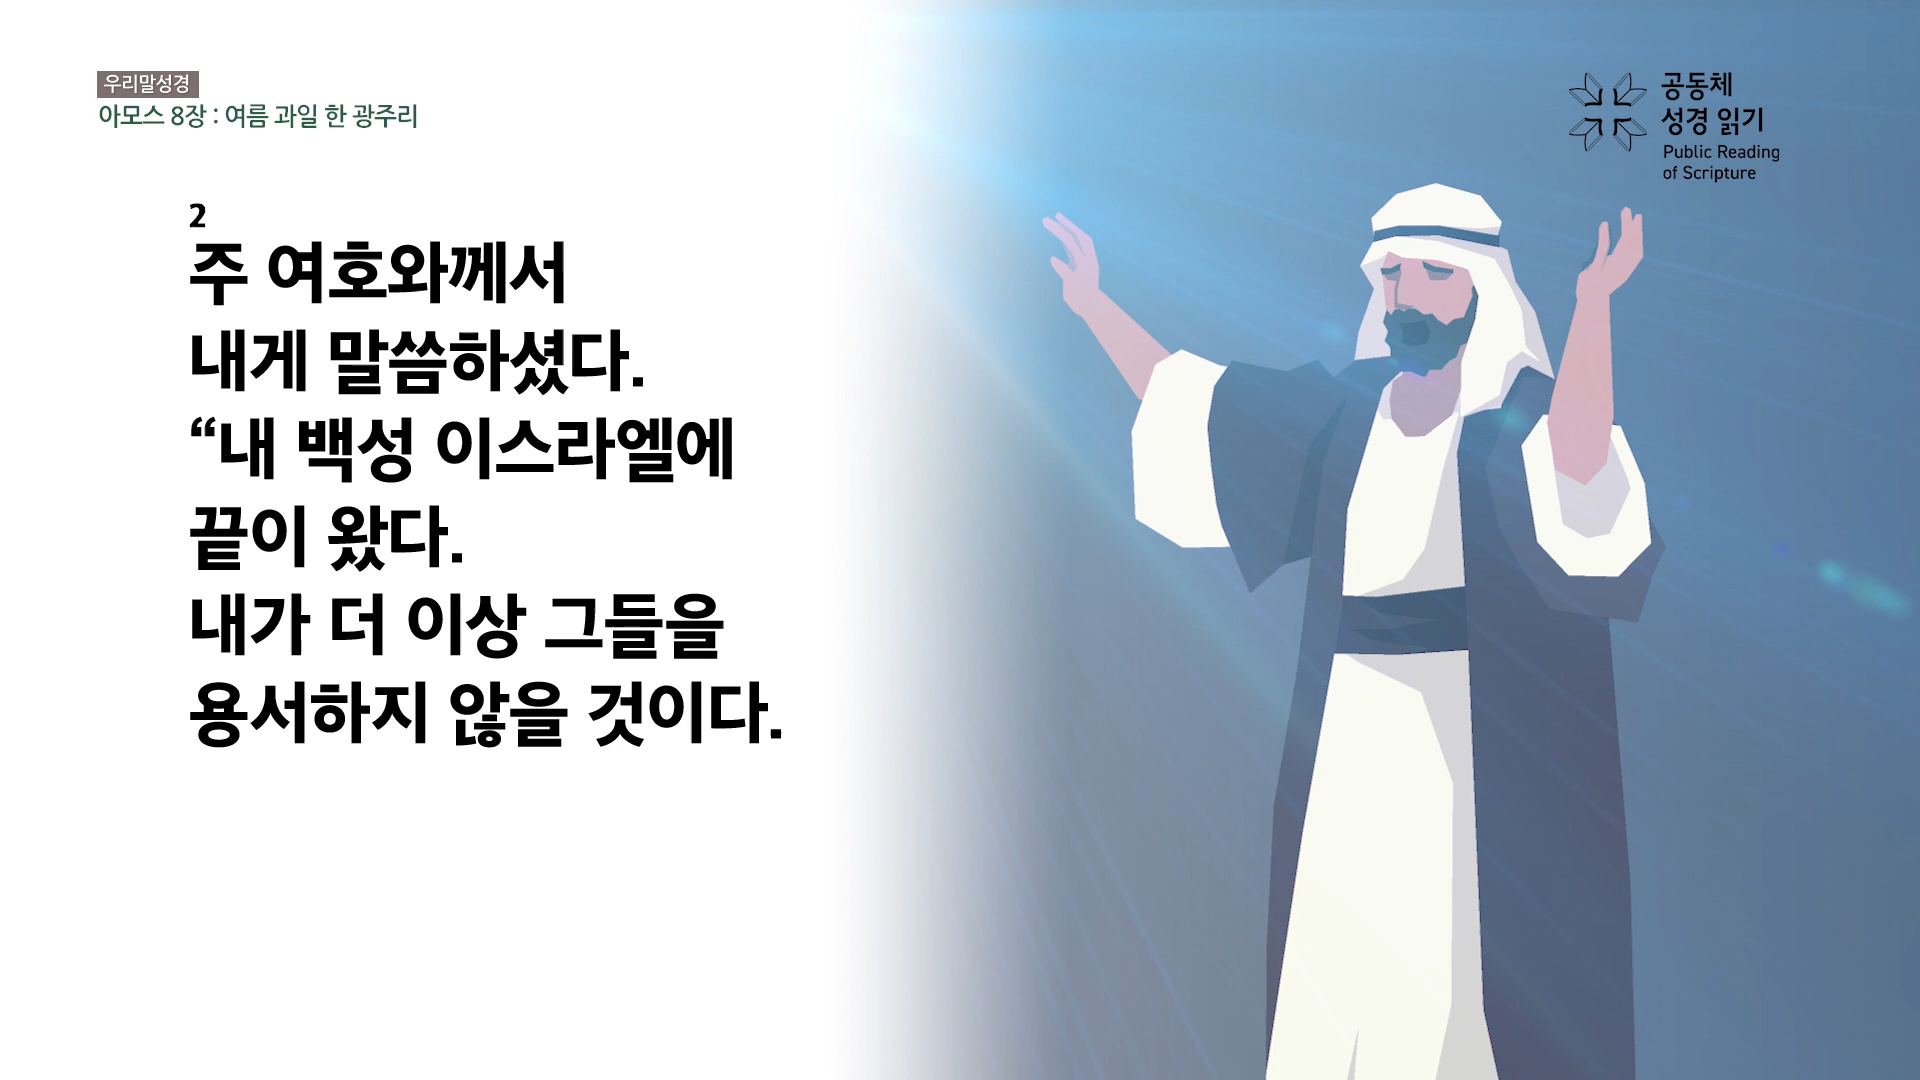 우리말성경
아모스 8장 : 여름 과일 한 광주리
공동체
성경 읽기
Public Reading
of Scripture
2
주 여호와께서
내게 말씀하셨다.
“내 백성 이스라엘에
끝이 왔다.
내가 더 이상 그들을
용서하지 않을 것이다.